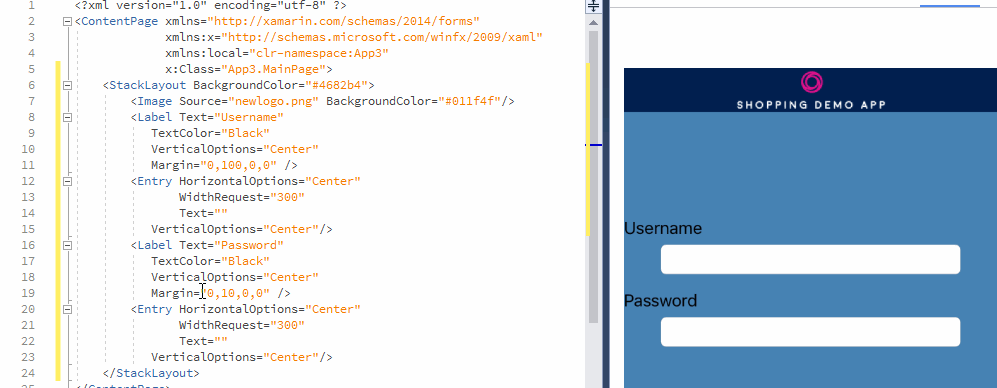 1 <?xml version="1.0" encoding="utf-8" ?>
2 <ContentPage xmlns="http://xamarin.com/schemas/2014/forms"
3 xmlns:x="http://schemas.microsoft.com/winfx/2009/xaml"
4 xmlns:local="clr-namespace:App3"
5 x:Class="App3.MainPage">
6 <StackLayout BackgroundColor="#4682b4">
7 <Image Source="newlogo.png" BackgroundColor="#011f4f"/>
8 <Label Text="Username"
9 TextColor="Black"
10 VerticalOptions="Center"
11 Margin="0,100,0,0" />
12 <Entry HorizontalOptions="Center"
13 WidthRequest="300"
14 Text=""
15 VerticalOptions="Center"/>
16 <Label Text="Password"
17 TextColor="Black"
18 VerticalOptions="Center"
19 Margin="0,10,0,0" />
20 <Entry HorizontalOptions="Center"
21 WidthRequest="300"
22 Text=""
23 VerticalOptions="Center"/>
24 </StackLayout>
25 </ContentPage>
SHOPPING DEMO APP
Username
Password